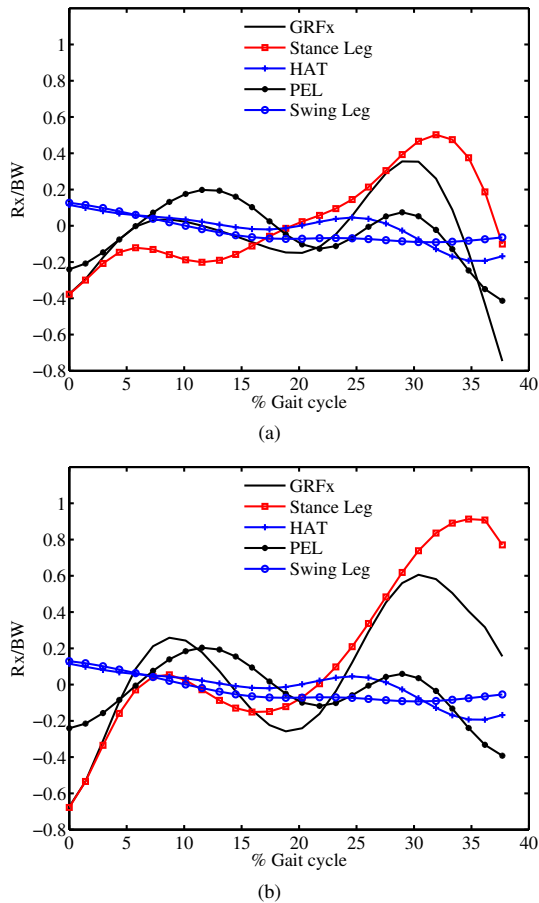 1
0.8
0.6
0.4
0.2
0
−0.2
−0.4
−0.6
−0.8
Rx/BW
GRFx
Stance Leg
HAT
PEL
Swing Leg
0 5 10 15 20 25 30 35 40
% Gait cycle
(a)
1
0.8
0.6
0.4
0.2
0
−0.2
−0.4
−0.6
−0.8
Rx/BW
GRFx
Stance Leg
HAT
PEL
Swing Leg
0 5 10 15 20 25 30 35 40
% Gait cycle
(b)